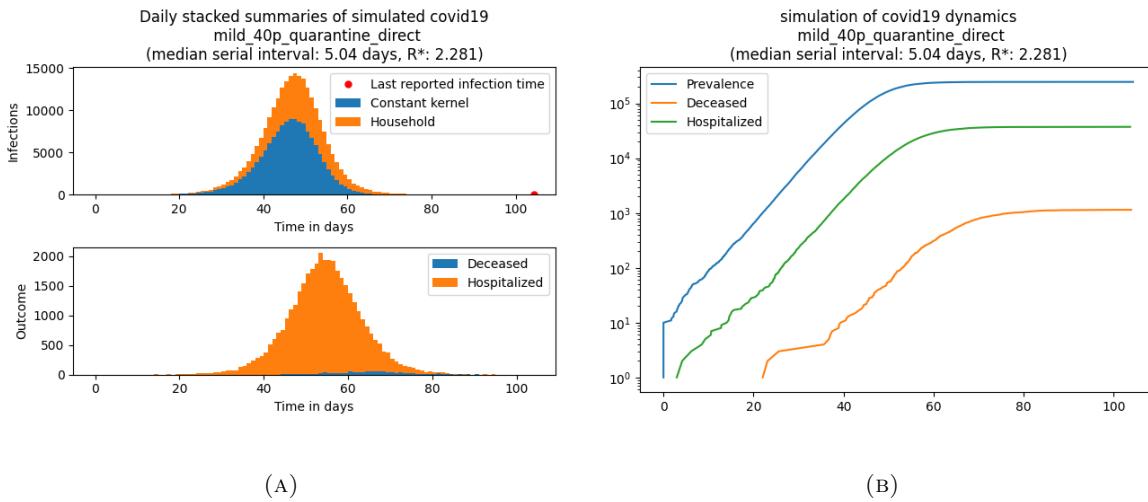 Daily stacked summaries of simulated covid19
mild_40p_quarantine_direct
(median serial interval: 5.04 days, R*: 2.281)
15000
10000
5000
0
Infections
Last reported infection time
Constant kernel
Household
0 20 40 60 80 100
Time in days
2000
1500
1000
500
0
Outcome
Deceased
Hospitalized
0 20 40 60 80 100
Time in days
(A)
simulation of covid19 dynamics
mild_40p_quarantine_direct
(median serial interval: 5.04 days, R*: 2.281)
Prevalence
Deceased
Hospitalized
10⁵
10⁴
10³
10²
10¹
10⁰
0 20 40 60 80 100
(B)